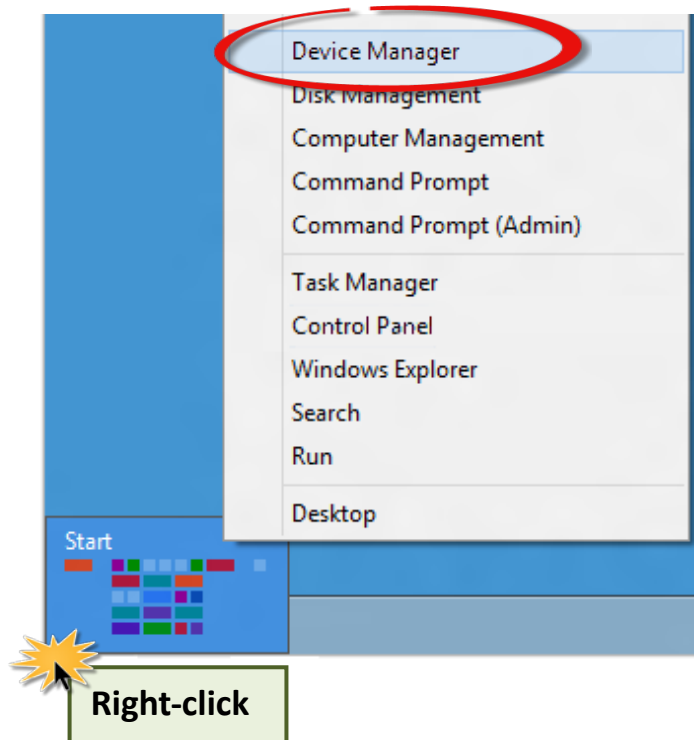 Device Manager
Disk Management
Computer Management
Command Prompt
Command Prompt (Admin)
Task Manager
Control Panel
Windows Explorer
Search
Run
Desktop
Start
Right-click